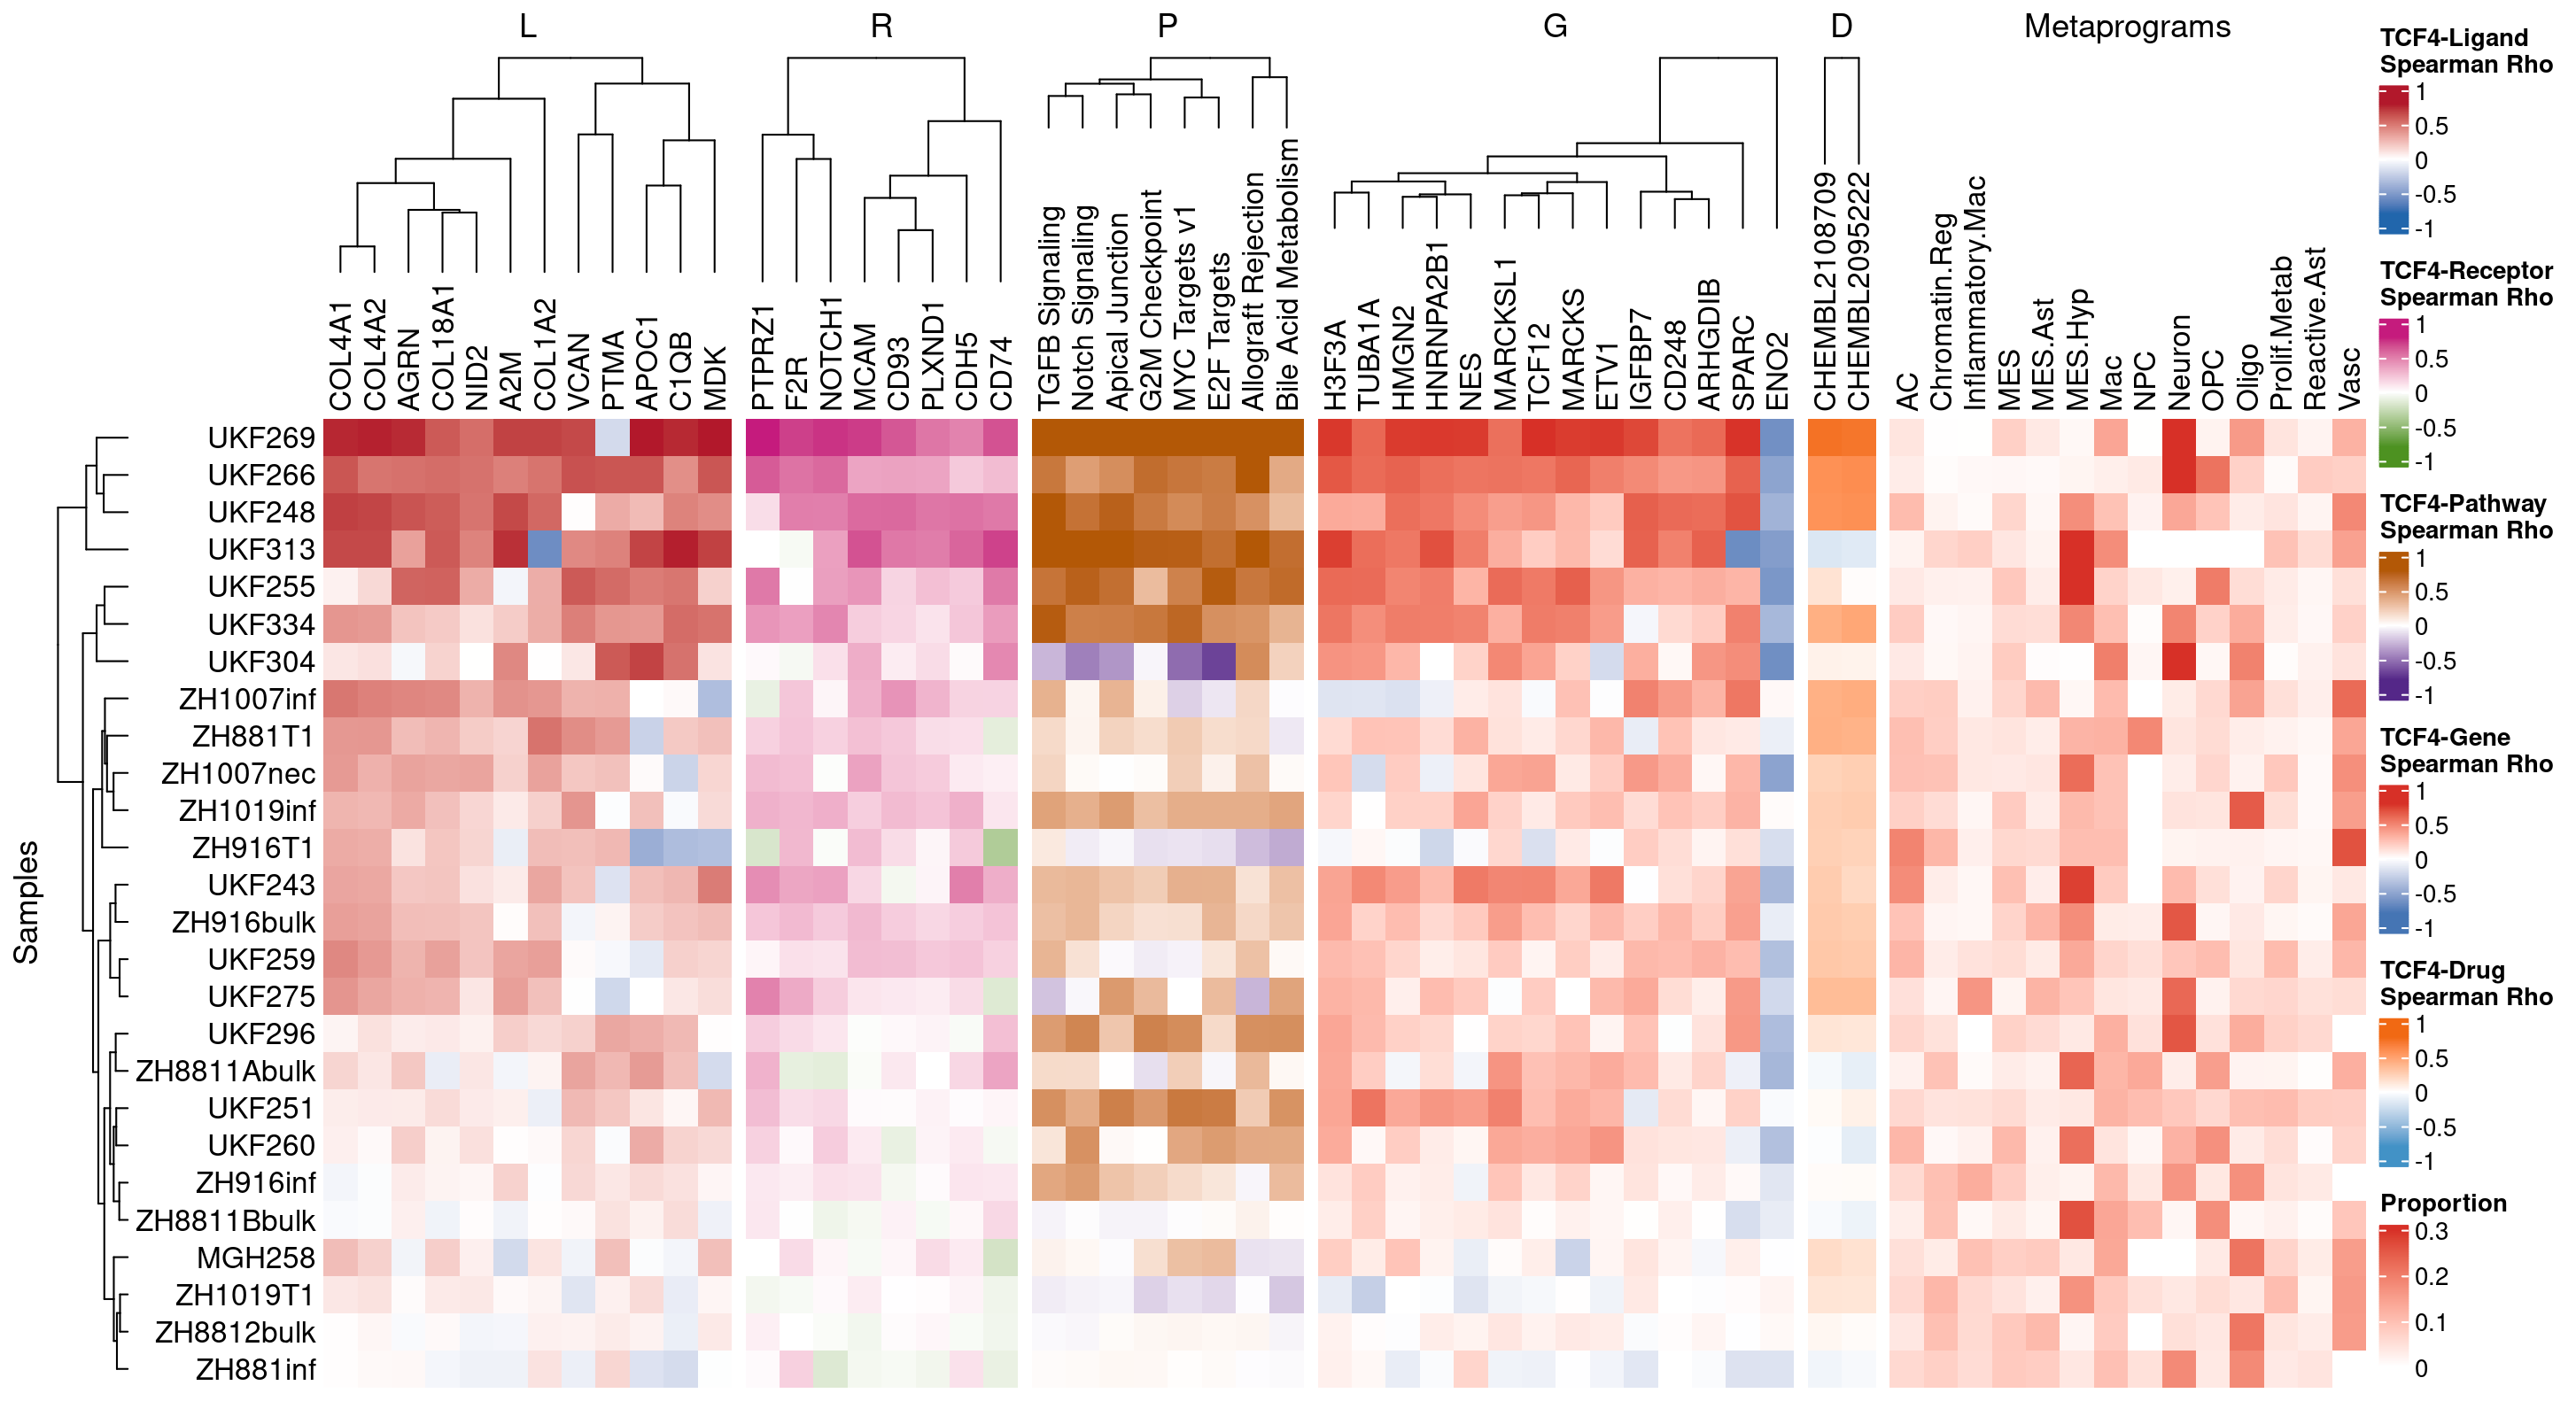 L R P G D Metaprograms
COL4A1 COL4A2 AGRN COL18A1 NID2 A2M COL1A2 VCAN PTMA APOC1 C1QB MDK
PTPRZ1 F2R NOTCH1 MCAM CD93 PLXND1 CDH5 CD74
TGFB Signaling
Notch Signaling
Apical Junction
G2M Checkpoint
MYC Targets v1
E2F Targets
Allograft Rejection
Bile Acid Metabolism
H3F3A TUBA1A HMGN2 HNRNPA2B1 NES MARCKSL1 TCF12 MARCKS ETV1 IGFBP7 CD248 ARHGDIB SPARC ENO2
CHEMBL2108709 CHEMBL2095222
AC Chromatin.Reg Inflammatory.Mac MES MES.Ast MES.Hyp Mac NPC Neuron OPC Oligo Prolif.Metab Reactive.Ast Vasc
Samples
UKF269
UKF266
UKF248
UKF313
UKF255
UKF334
UKF304
ZH1007inf
ZH881T1
ZH1007nec
ZH1019inf
ZH916T1
UKF243
ZH916bulk
UKF259
UKF275
UKF296
ZH8811Abulk
UKF251
UKF260
ZH916inf
ZH8811Bbulk
MGH258
ZH1019T1
ZH8812bulk
ZH881inf
TCF4-Ligand
Spearman Rho
1
0.5
0
-0.5
-1
TCF4-Receptor
Spearman Rho
1
0.5
0
-0.5
-1
TCF4-Pathway
Spearman Rho
1
0.5
0
-0.5
-1
TCF4-Gene
Spearman Rho
1
0.5
0
-0.5
-1
TCF4-Drug
Spearman Rho
1
0.5
0
-0.5
-1
Proportion
0.3
0.2
0.1
0